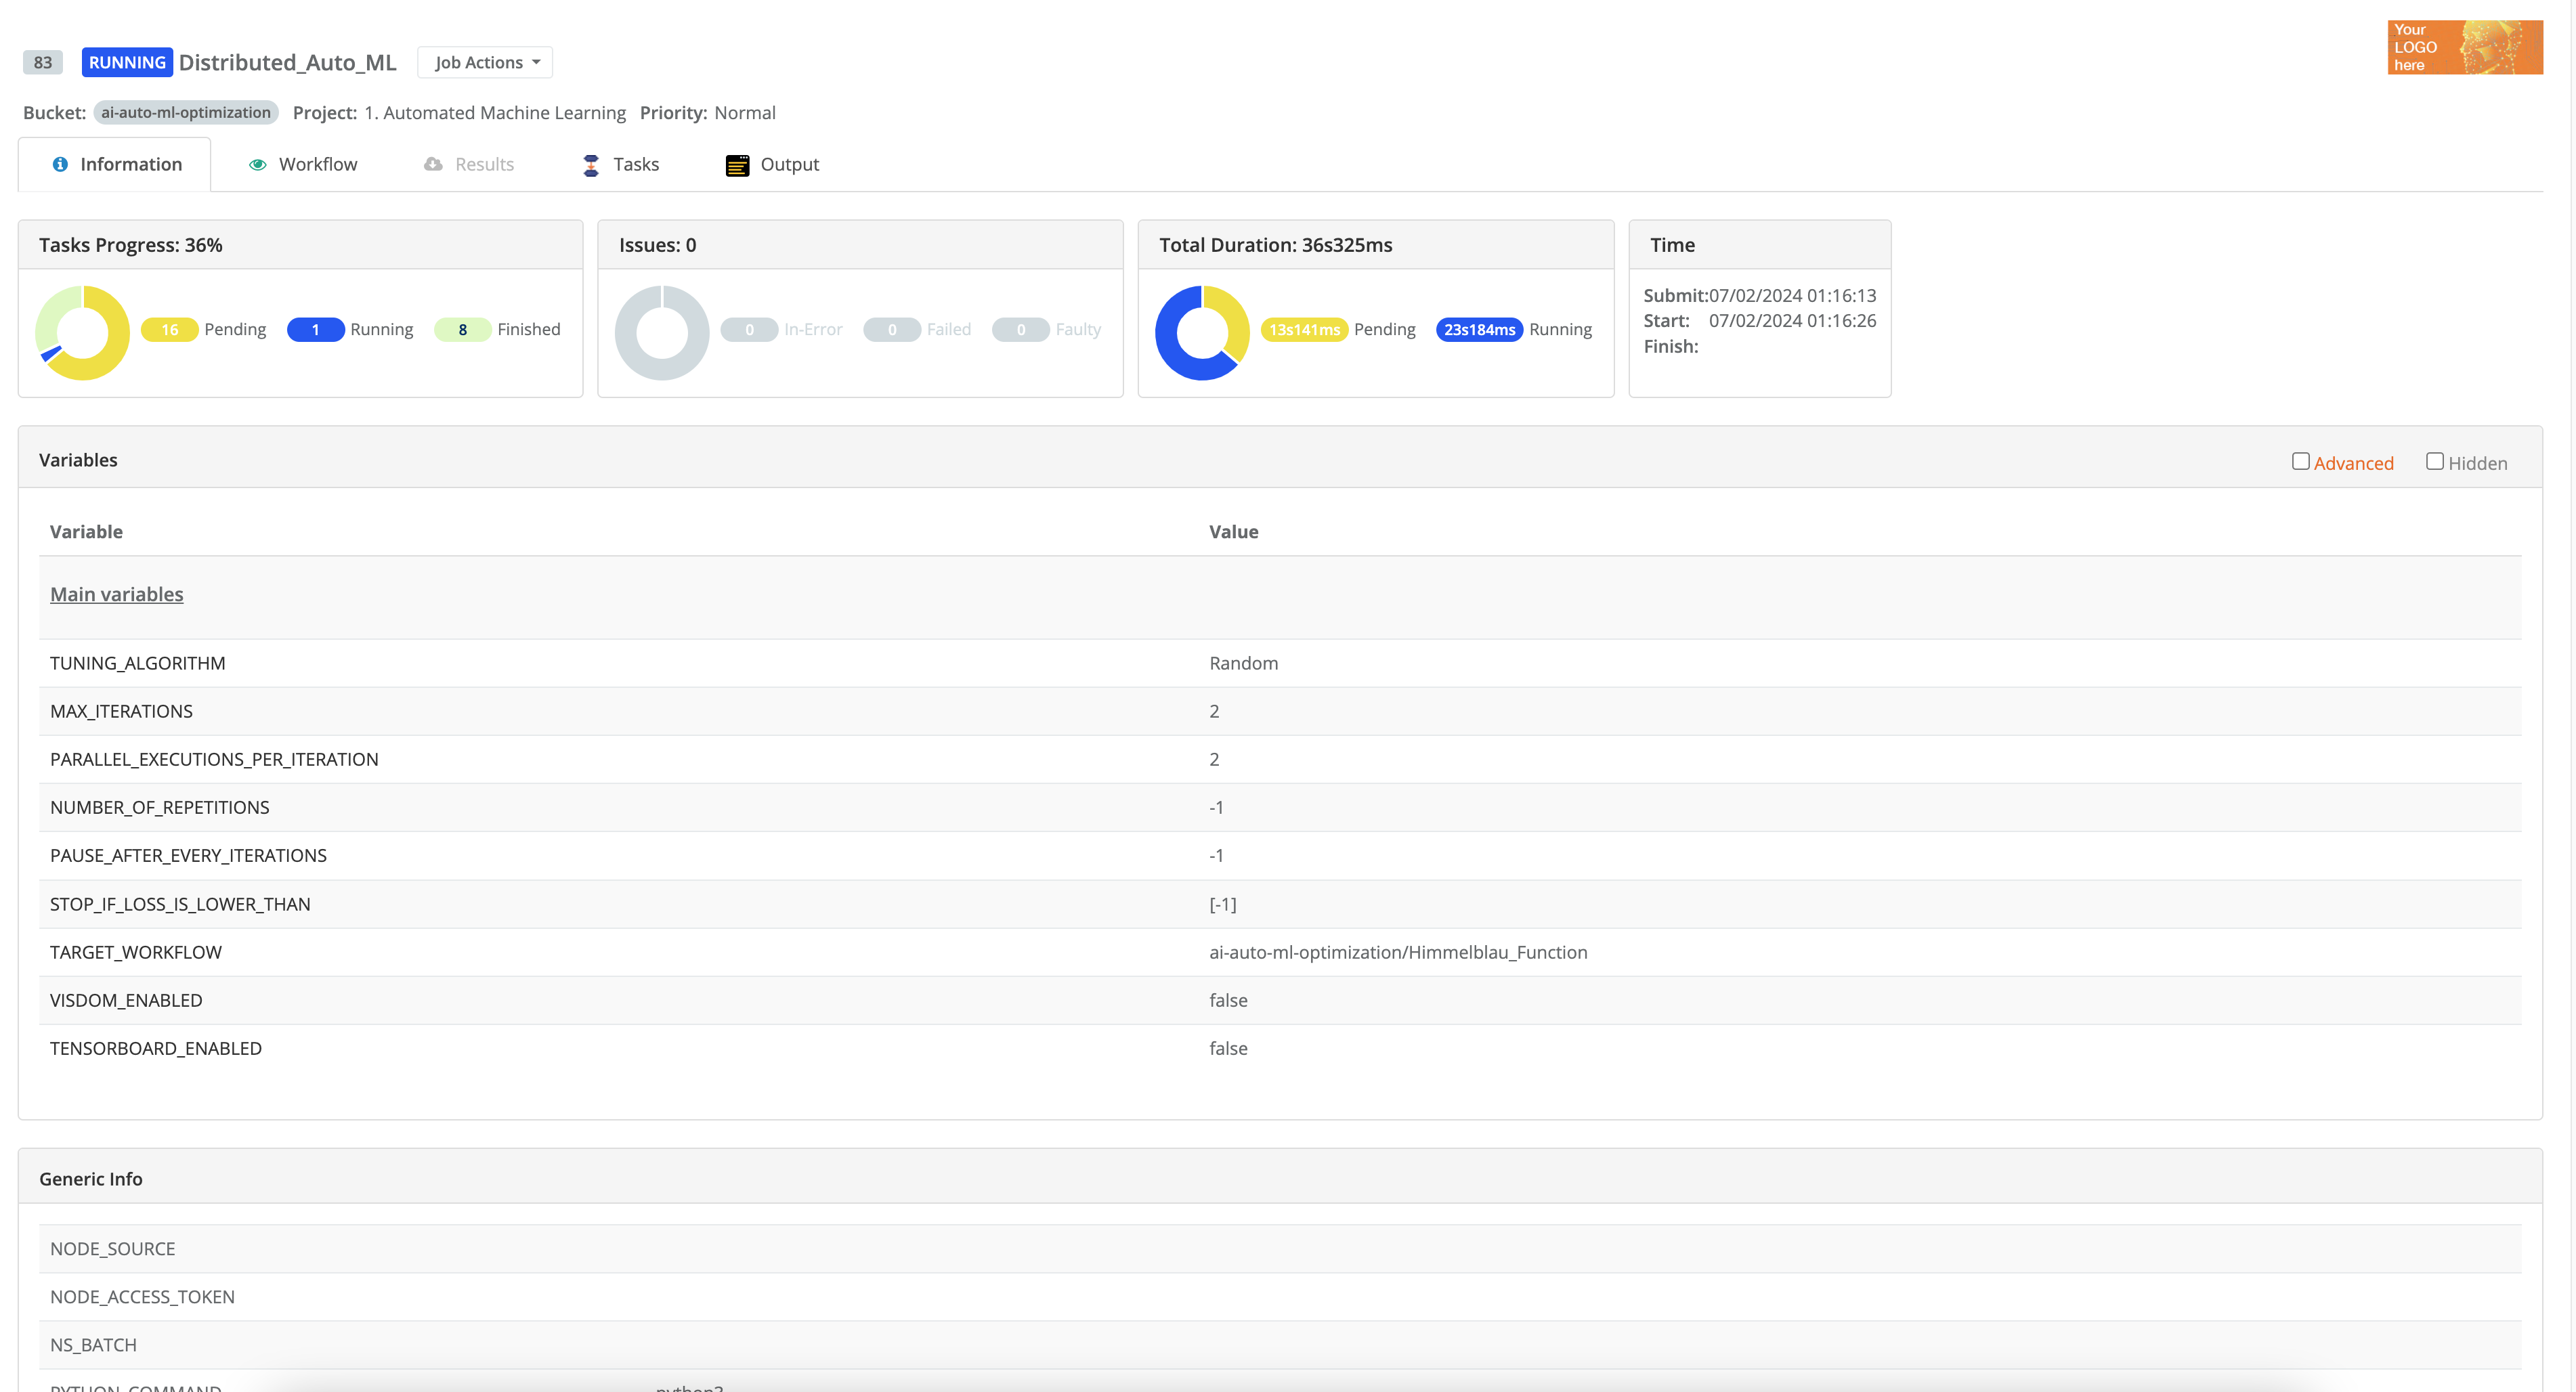 83 RUNNING Distributed_Auto_ML Job Actions
Your
LOGO
here
Bucket: ai-auto-ml-optimization Project: 1. Automated Machine Learning Priority: Normal
Information Workflow Results Tasks Output
Tasks Progress: 36%
16 Pending 1 Running 8 Finished
Issues: 0
0 In-Error 0 Failed 0 Faulty
Total Duration: 36s325ms
13s141ms Pending 23s184ms Running
Time
Submit: 07/02/2024 01:16:13
Start: 07/02/2024 01:16:26
Finish:
Variables Advanced Hidden
Variable Value
Main variables
TUNING_ALGORITHM Random
MAX_ITERATIONS 2
PARALLEL_EXECUTIONS_PER_ITERATION 2
NUMBER_OF_REPETITIONS -1
PAUSE_AFTER_EVERY_ITERATIONS -1
STOP_IF_LOSS_IS_LOWER_THAN [-1]
TARGET_WORKFLOW ai-auto-ml-optimization/Himmelblau_Function
VISDOM_ENABLED false
TENSORBOARD_ENABLED false
Generic Info
NODE_SOURCE
NODE_ACCESS_TOKEN
NS_BATCH
PYTHON_COMMAND python3